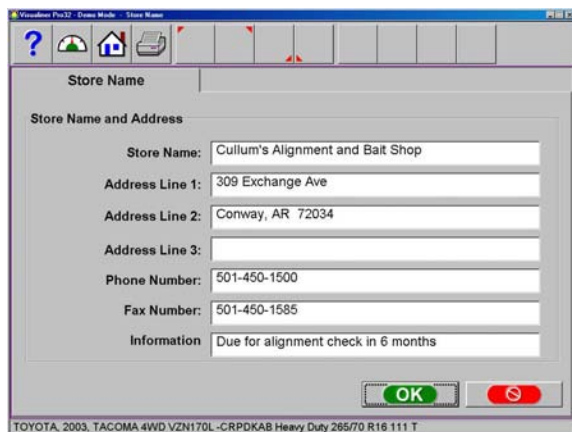 Visualiner Pro32 - Demo Mode - Store Name
?
Store Name
Store Name and Address
Store Name: Cullum's Alignment and Bait Shop
Address Line 1: 309 Exchange Ave
Address Line 2: Conway, AR 72034
Address Line 3:
Phone Number: 501-450-1500
Fax Number: 501-450-1585
Information Due for alignment check in 6 months
OK
TOYOTA, 2003, TACOMA 4WD VZN170L -CRPDKAB Heavy Duty 265/70 R16 111 T